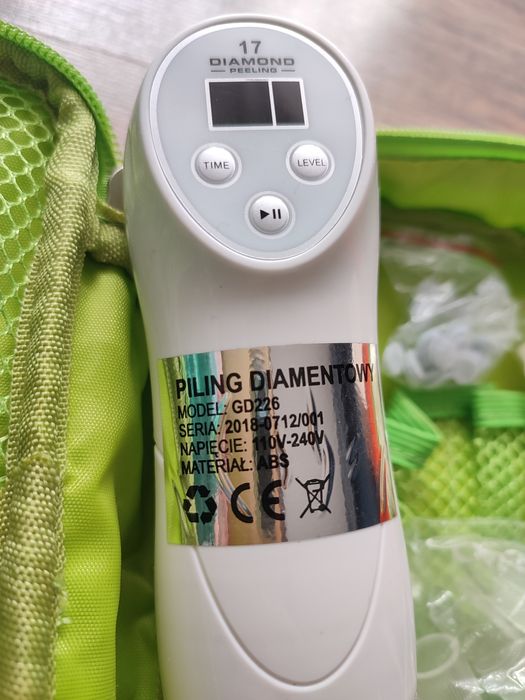 17
DIAMOND
PEELING
TIME
LEVEL
PILING DIAMENTOWY
MODEL: GD226
SERIA: 2018-0712/001
NAPIĘCIE: 110V-240V
MATERIAŁ: ABS
CE